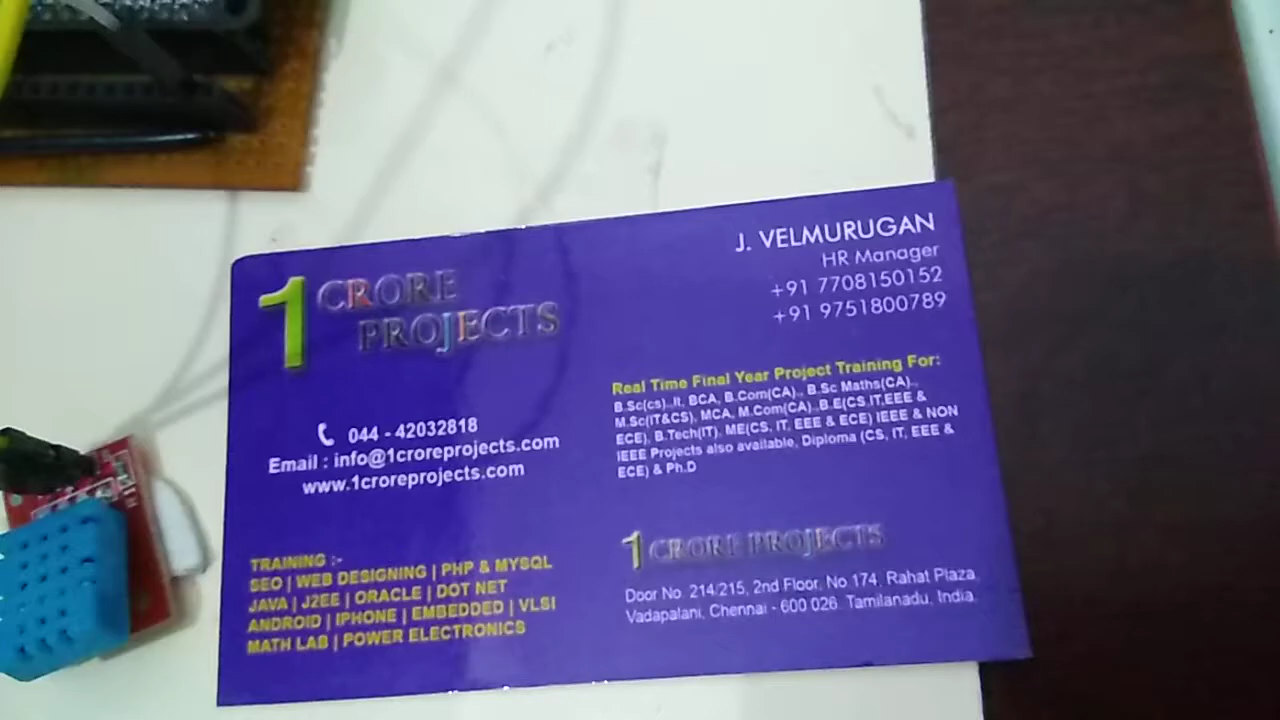 1 CRORE
PROJECTS
044 - 42032818
Email : info@1croreprojects.com
www.1croreprojects.com
TRAINING :-
SEO | WEB DESIGNING | PHP & MYSQL
JAVA | J2EE | ORACLE | DOT NET
ANDROID | IPHONE | EMBEDDED | VLSI
MATH LAB | POWER ELECTRONICS
J. VELMURUGAN
HR Manager
+91 7708150152
+91 9751800789
Real Time Final Year Project Training For:
B.Sc(cs)., It, BCA, B.Com(CA)., B.Sc Maths(CA).,
M.Sc(IT&CS), MCA, M.Com(CA)..B.E(CS,IT,EEE &
ECE), B.Tech(IT), ME(CS, IT, EEE & ECE) IEEE & NON
IEEE Projects also available, Diploma (CS, IT, EEE &
ECE) & Ph.D
1 CRORE PROJECTS
Door No. 214/215, 2nd Floor, No 174, Rahat Plaza,
Vadapalani, Chennai - 600 026. Tamilanadu, India.